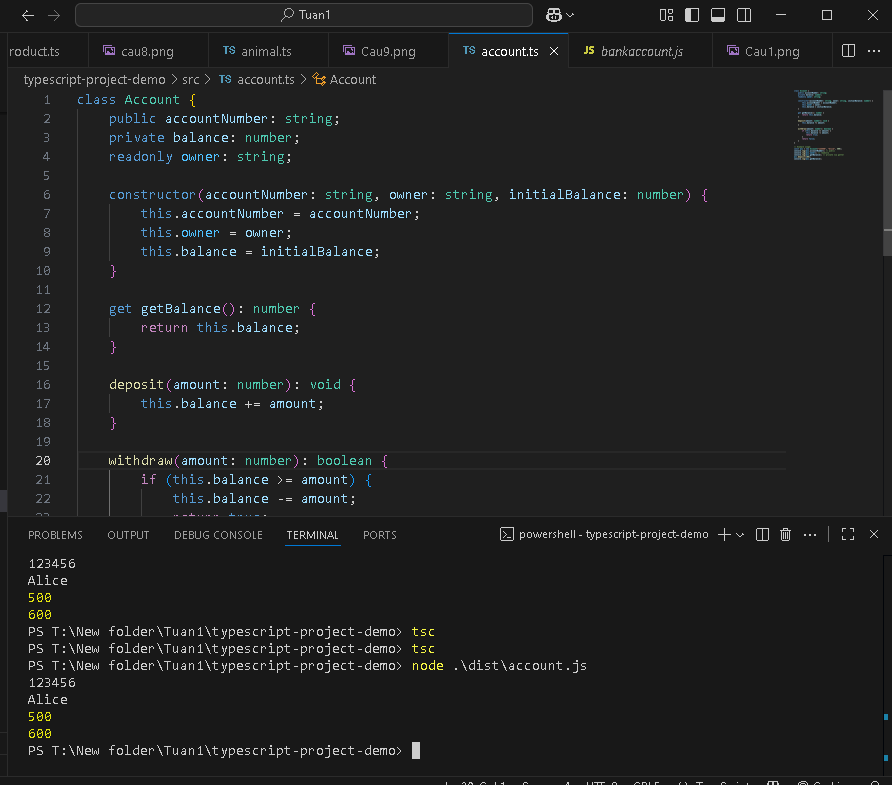 Tuan1
roduct.ts
cau8.png
TS animal.ts
Cau9.png
TS account.ts
JS bankaccount.js
Cau1.png
typescript-project-demo > src > TS account.ts > Account
1 class Account {
2 public accountNumber: string;
3 private balance: number;
4 readonly owner: string;
5
6 constructor(accountNumber: string, owner: string, initialBalance: number) {
7 this.accountNumber = accountNumber;
8 this.owner = owner;
9 this.balance = initialBalance;
10 }
11
12 get getBalance(): number {
13 return this.balance;
14 }
15
16 deposit(amount: number): void {
17 this.balance += amount;
18 }
19
20 withdraw(amount: number): boolean {
21 if (this.balance >= amount) {
22 this.balance -= amount;
PROBLEMS OUTPUT DEBUG CONSOLE TERMINAL PORTS powershell - typescript-project-demo
123456
Alice
500
600
PS T:\New folder\Tuan1\typescript-project-demo> tsc
PS T:\New folder\Tuan1\typescript-project-demo> tsc
PS T:\New folder\Tuan1\typescript-project-demo> node .\dist\account.js
123456
Alice
500
600
PS T:\New folder\Tuan1\typescript-project-demo>